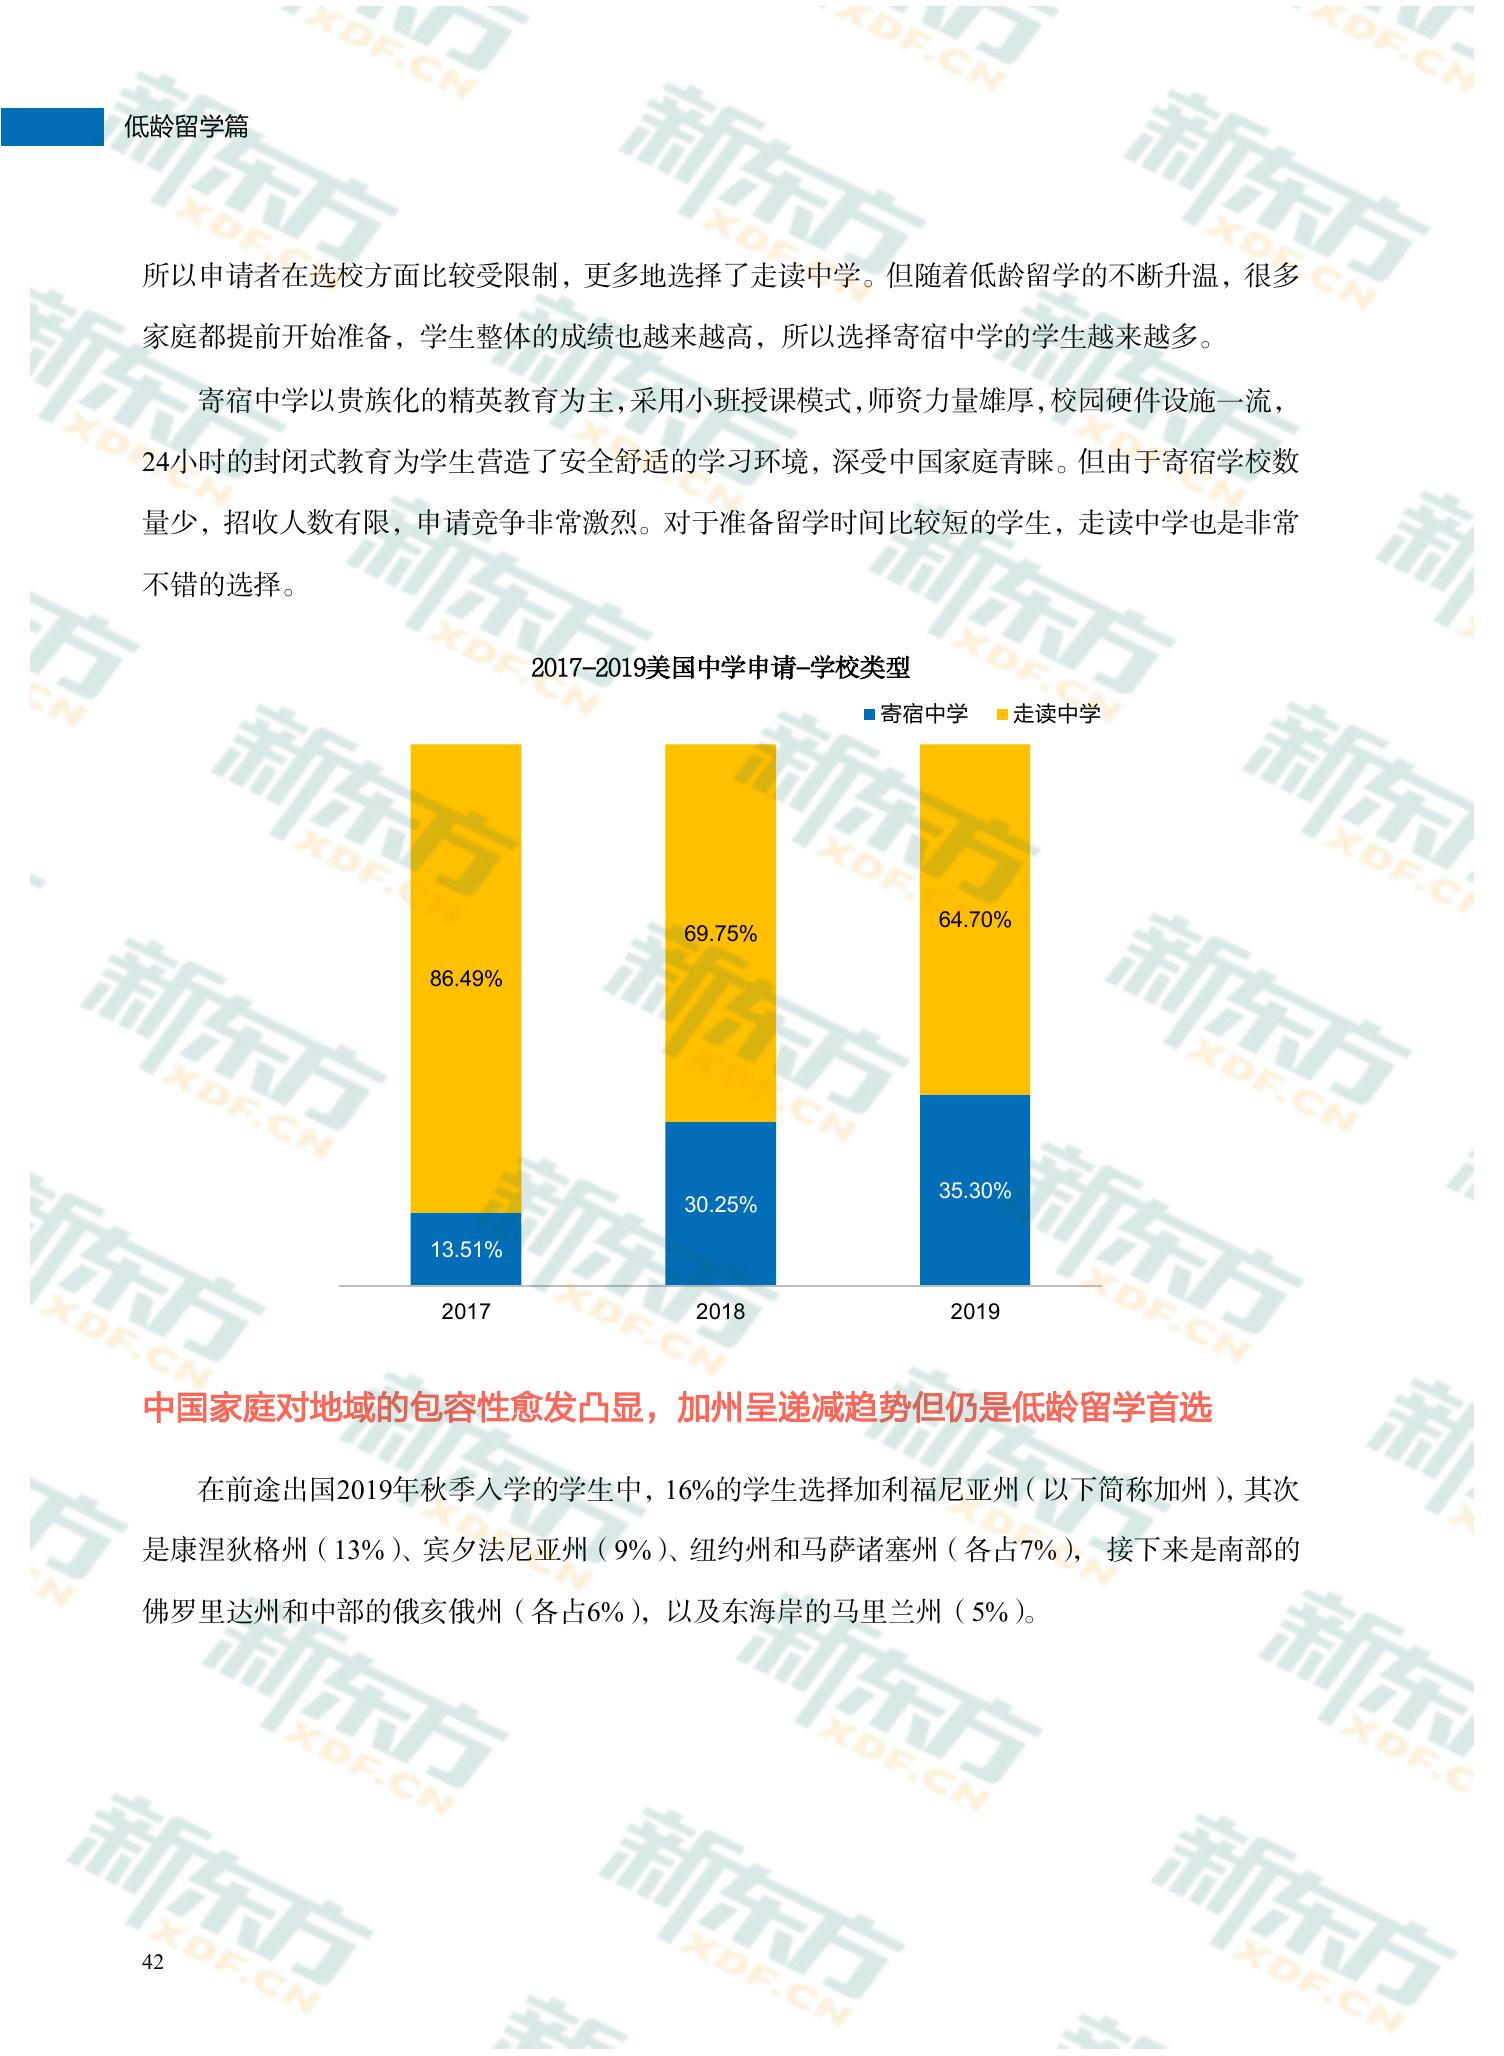 低龄留学篇
所以申请者在选校方面比较受限制，更多地选择了走读中学。但随着低龄留学的不断升温，很多
家庭都提前开始准备，学生整体的成绩也越来越高，所以选择寄宿中学的学生越来越多。
寄宿中学以贵族化的精英教育为主，采用小班授课模式，师资力量雄厚，校园硬件设施一流，
24小时的封闭式教育为学生营造了安全舒适的学习环境，深受中国家庭青睐。但由于寄宿学校数
量少，招收人数有限，申请竞争非常激烈。对于准备留学时间比较短的学生，走读中学也是非常
不错的选择。
2017-2019美国中学申请-学校类型
寄宿中学 走读中学
86.49% 69.75% 64.70%
13.51% 30.25% 35.30%
2017 2018 2019
中国家庭对地域的包容性愈发凸显，加州呈递减趋势但仍是低龄留学首选
在前途出国2019年秋季入学的学生中，16%的学生选择加利福尼亚州（以下简称加州），其次
是康涅狄格州（13%）、宾夕法尼亚州（9%）、纽约州和马萨诸塞州（各占7%），接下来是南部的
佛罗里达州和中部的俄亥俄州（各占6%），以及东海岸的马里兰州（5%）。
42
新东方
XDF.CN